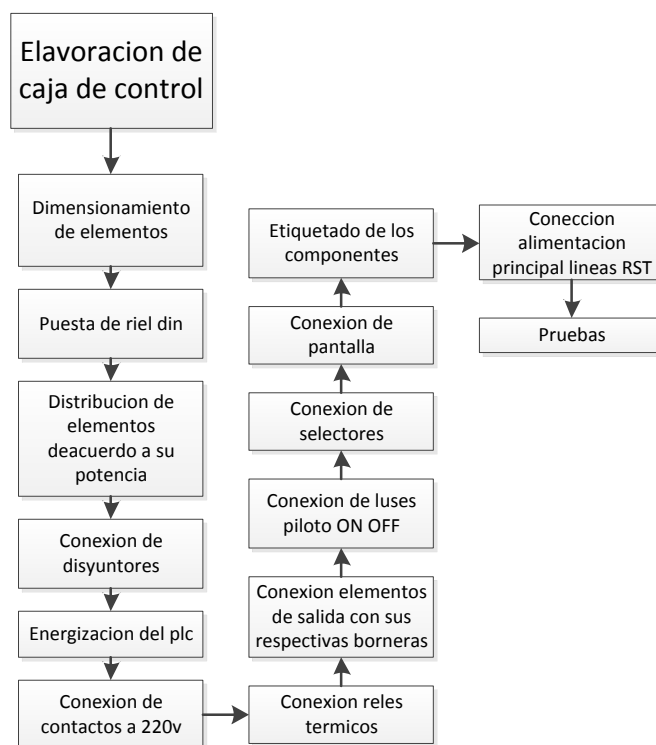 Elavoracion de
caja de control
Dimensionamiento
de elementos
Puesta de riel din
Distribucion de
elementos
deacuerdo a su
potencia
Conexion de
disyuntores
Energizacion del plc
Conexion de
contactos a 220v
Conexion reles
termicos
Conexion elementos
de salida con sus
respectivas borneras
Conexion de luses
piloto ON OFF
Conexion de
selectores
Conexion de
pantalla
Etiquetado de los
componentes
Coneccion
alimentacion
principal lineas RST
Pruebas